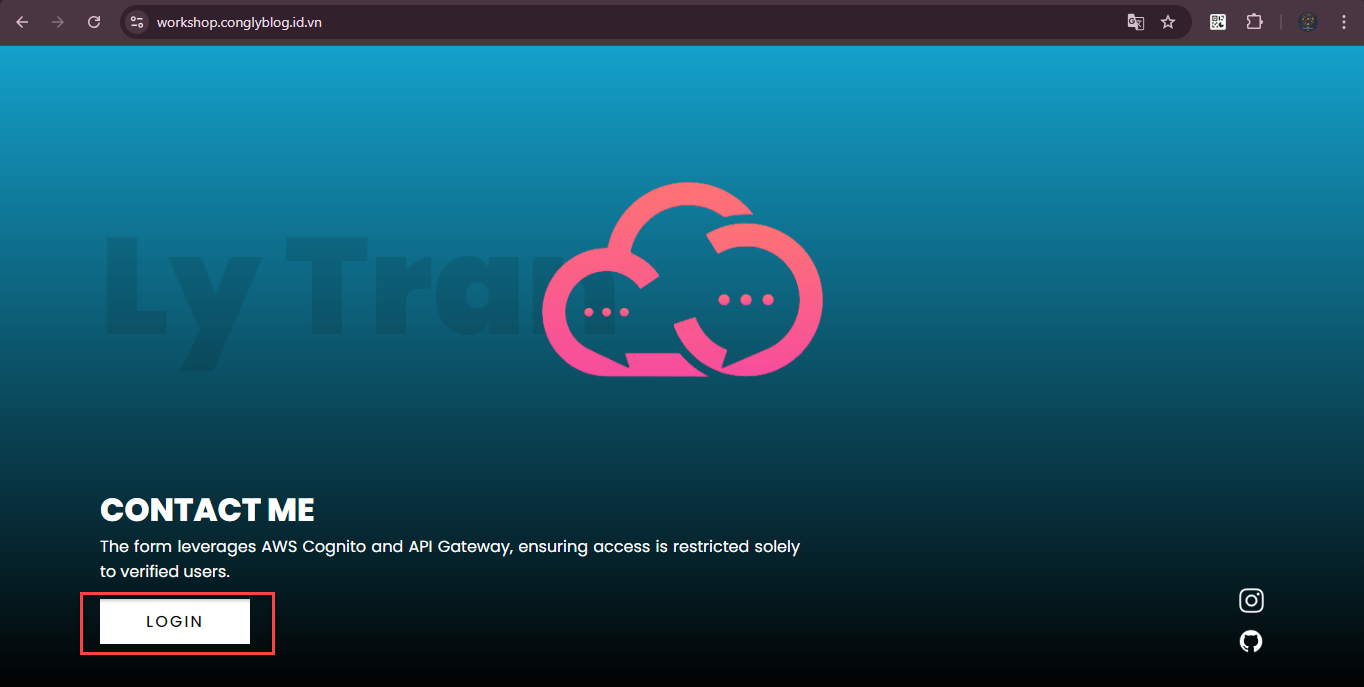 workshop.conglyblog.id.vn
Ly Tran
CONTACT ME
The form leverages AWS Cognito and API Gateway, ensuring access is restricted solely
to verified users.
LOGIN